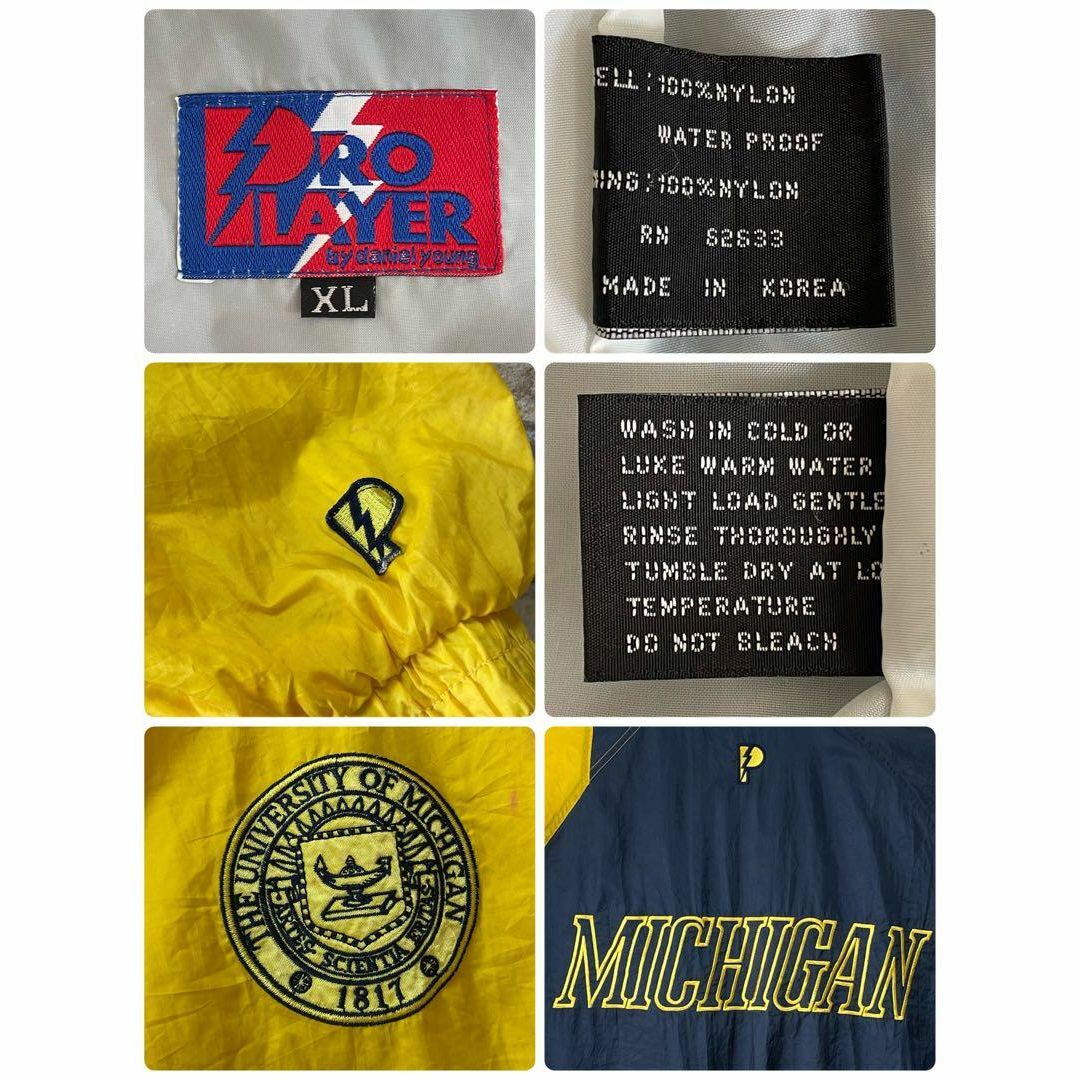 PRO
PLAYER
by daniel young
XL
ELL:100%NYLON
WATER PROOF
NING:100%NYLON
RN 62633
MADE IN KOREA
WASH IN COLD OR
LUKE WARM WATER
LIGHT LOAD GENTLE
RINSE THOROUGHLY
TUMBLE DRY AT LO
TEMPERATURE
DO NOT BLEACH
THE UNIVERSITY OF MICHIGAN
ARTES SCIENTIA VERITAS
1817
P
MICHIGAN